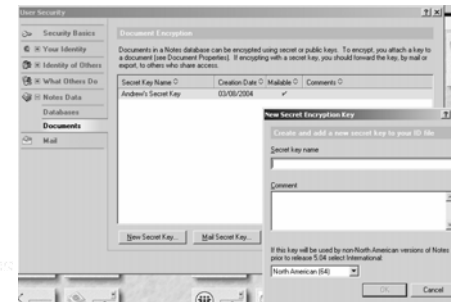 User Security
Security Basics
Your Identity
Identity of Others
What Others Do
Notes Data
Databases
Documents
Mail
Document Encryption
Documents in a Notes database can be encrypted using secret or public keys. To encrypt, you attach a key to
a document (see Document Properties). If encrypting with a secret key, you should forward the key, by mail or
export, to others who share access.
Secret Key Name Creation Date Mailable Comments
Andrew's Secret Key 03/08/2004 ✓
New Secret Key... Mail Secret Key...
New Secret Encryption Key
Create and add a new secret key to your ID file
Secret key name
Comment
If this key will be used by non-North American versions of Notes
prior to release 5.04 select International:
North American (64)
OK Cancel